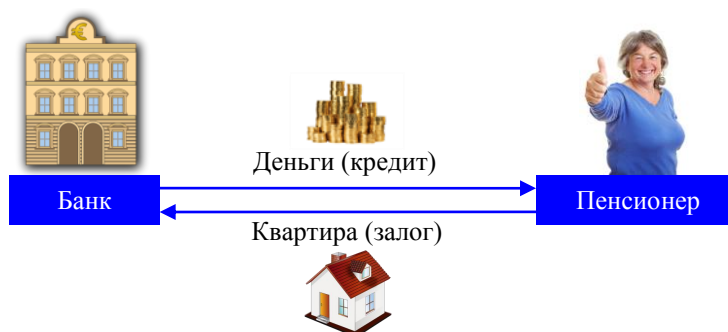 €
Деньги (кредит)
Банк
Пенсионер
Квартира (залог)